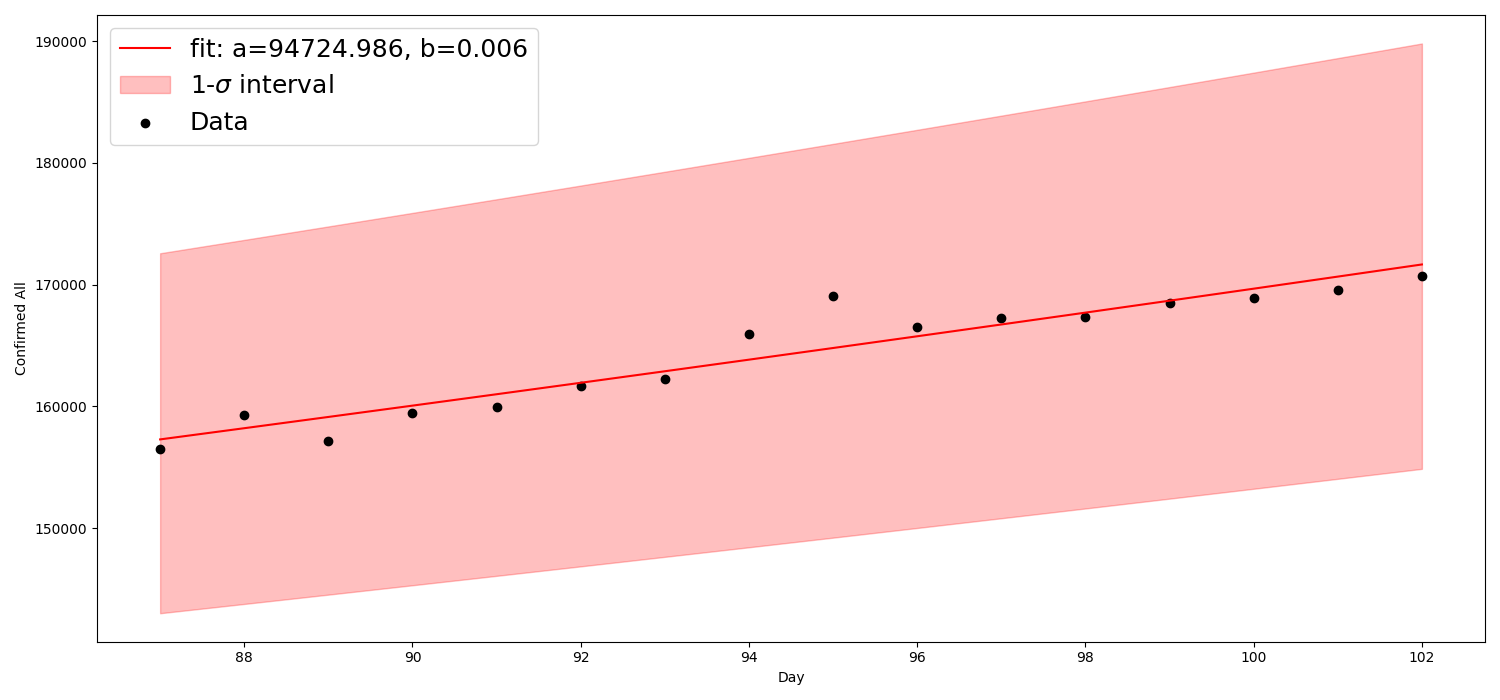 fit: a=94724.986, b=0.006
1-σ interval
Data
190000
180000
170000
160000
150000
Confirmed All
88 90 92 94 96 98 100 102
Day